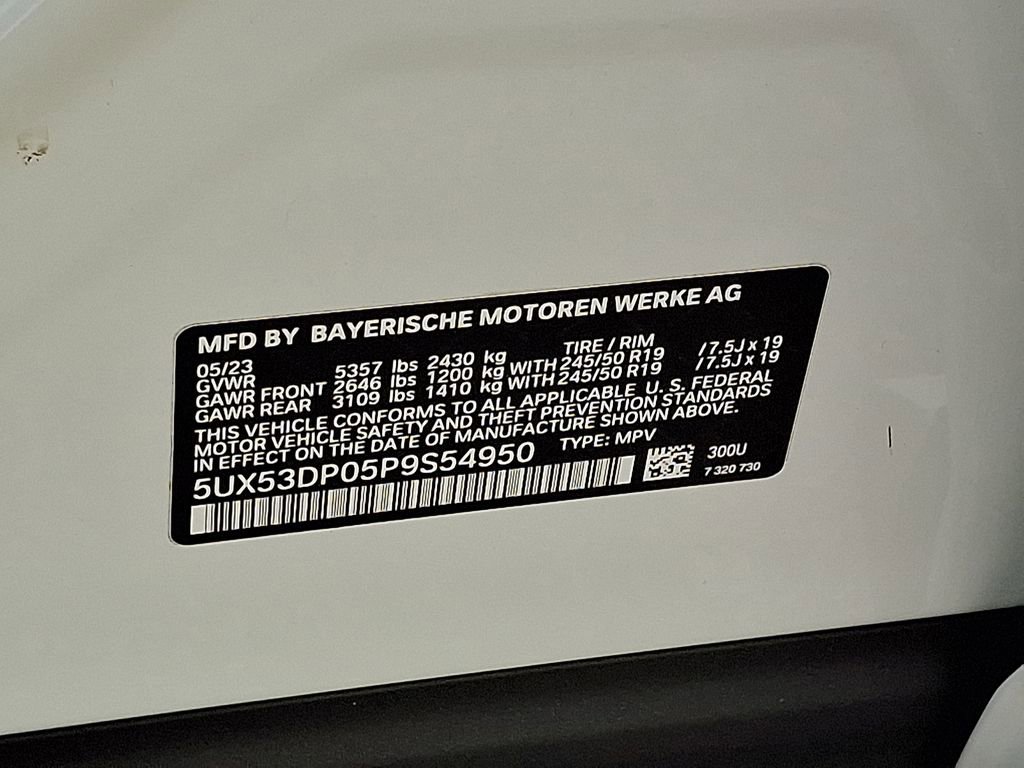 MFD BY BAYERISCHE MOTOREN WERKE AG
05/23 TIRE / RIM
GVWR 5357 lbs 2430 kg
GAWR FRONT 2646 lbs 1200 kg WITH 245/50 R19 / 7.5J x 19
GAWR REAR 3109 lbs 1410 kg WITH 245/50 R19 / 7.5J x 19
THIS VEHICLE CONFORMS TO ALL APPLICABLE U. S. FEDERAL
MOTOR VEHICLE SAFETY AND THEFT PREVENTION STANDARDS
IN EFFECT ON THE DATE OF MANUFACTURE SHOWN ABOVE.
5UX53DP05P9S54950 TYPE: MPV
300U
7 320 730